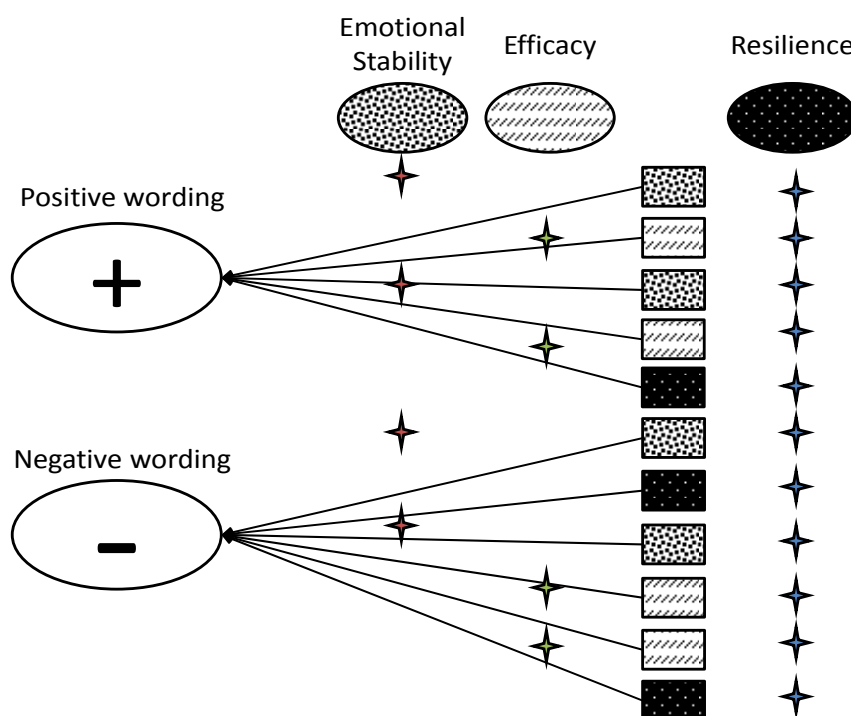 Emotional
Stability
Efficacy
Resilience
Positive wording
+
Negative wording
-